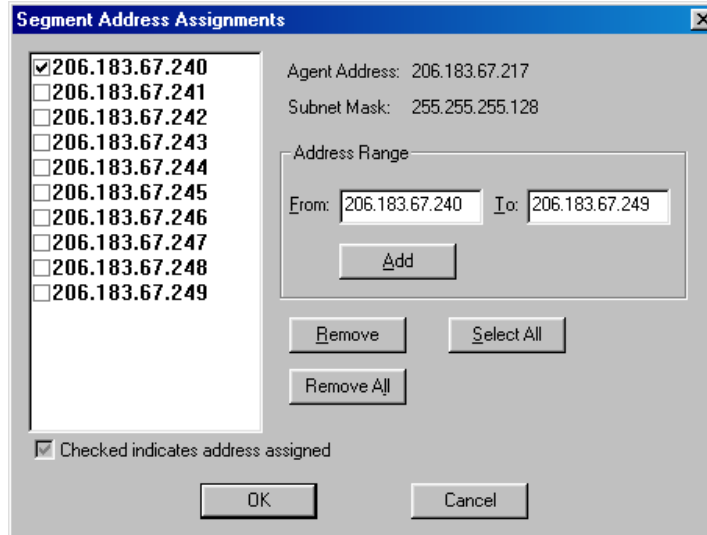 Segment Address Assignments
206.183.67.240
206.183.67.241
206.183.67.242
206.183.67.243
206.183.67.244
206.183.67.245
206.183.67.246
206.183.67.247
206.183.67.248
206.183.67.249
Agent Address: 206.183.67.217
Subnet Mask: 255.255.255.128
Address Range
From: 206.183.67.240 To: 206.183.67.249
Add
Remove Select All
Remove All
Checked indicates address assigned
OK Cancel